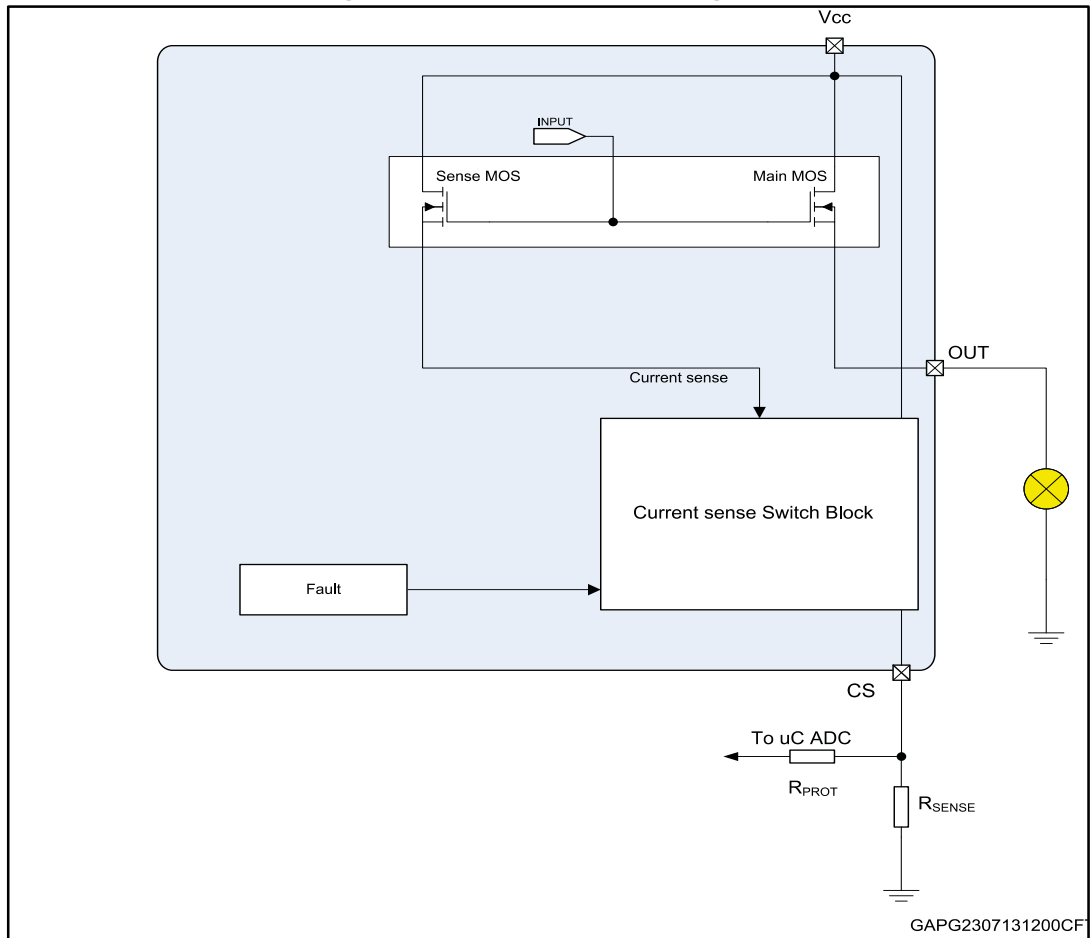 Vcc
INPUT
Sense MOS
Main MOS
OUT
Current sense
Current sense Switch Block
Fault
CS
To uC ADC
RPROT
RSENSE
GAPG2307131200CFT